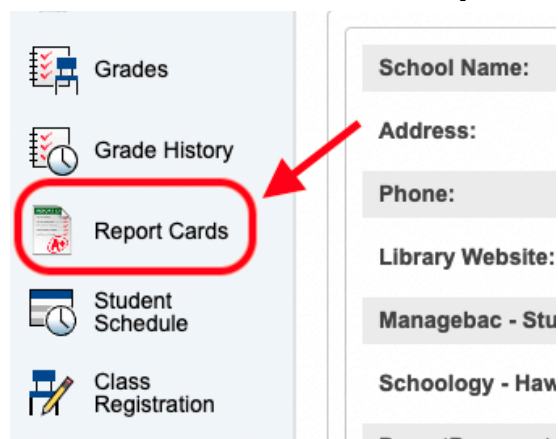 Grades
Grade History
Report Cards
Student
Schedule
Class
Registration
School Name:
Address:
Phone:
Library Website:
Managebac - Stu
Schoology - Haw